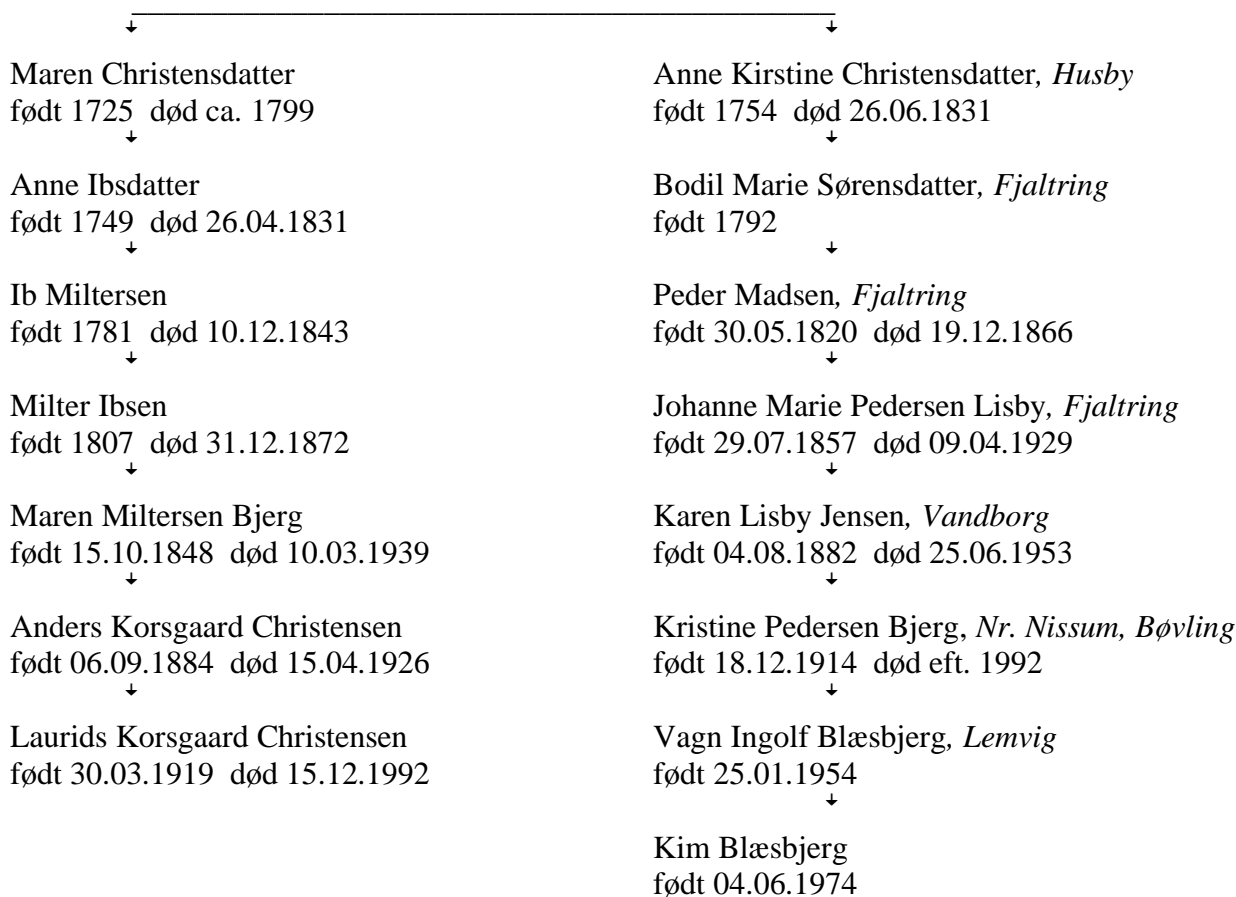 Maren Christensdatter
født 1725  død ca. 1799
Anne Ibsdatter
født 1749  død 26.04.1831
Ib Miltersen
født 1781  død 10.12.1843
Milter Ibsen
født 1807  død 31.12.1872
Maren Miltersen Bjerg
født 15.10.1848  død 10.03.1939
Anders Korsgaard Christensen
født 06.09.1884  død 15.04.1926
Laurids Korsgaard Christensen
født 30.03.1919  død 15.12.1992
Anne Kirstine Christensdatter, Husby
født 1754  død 26.06.1831
Bodil Marie Sørensdatter, Fjaltring
født 1792
Peder Madsen, Fjaltring
født 30.05.1820  død 19.12.1866
Johanne Marie Pedersen Lisby, Fjaltring
født 29.07.1857  død 09.04.1929
Karen Lisby Jensen, Vandborg
født 04.08.1882  død 25.06.1953
Kristine Pedersen Bjerg, Nr. Nissum, Bøvling
født 18.12.1914  død eft. 1992
Vagn Ingolf Blæsbjerg, Lemvig
født 25.01.1954
Kim Blæsbjerg
født 04.06.1974